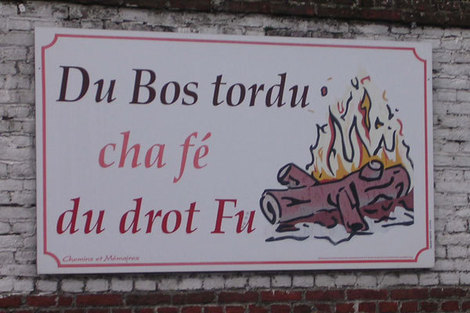 Du Bos tordu
cha fé
du drot Fu
Chemins et Mémoires